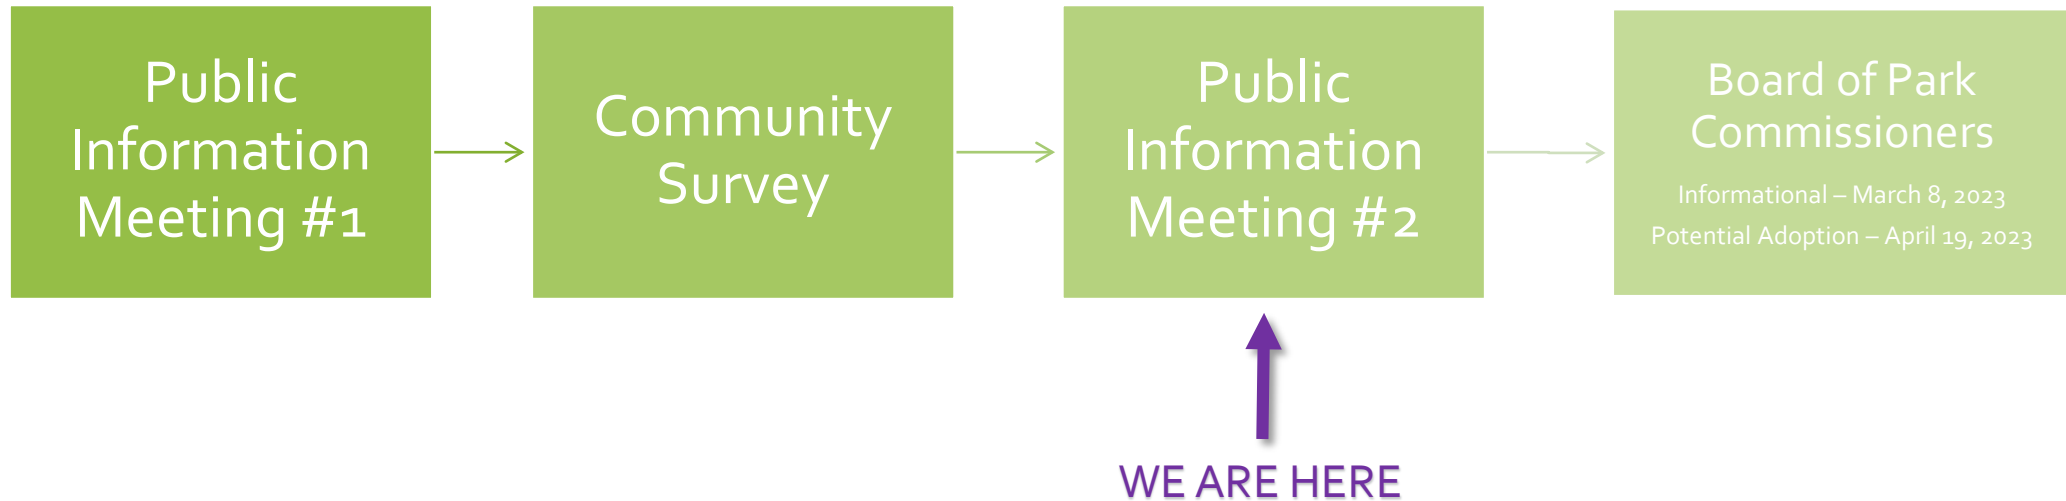 Public
Information
Meeting #1
Community
Survey
Public
Information
Meeting #2
Board of Park
Commissioners
Informational – March 8, 2023
Potential Adoption – April 19, 2023
WE ARE HERE